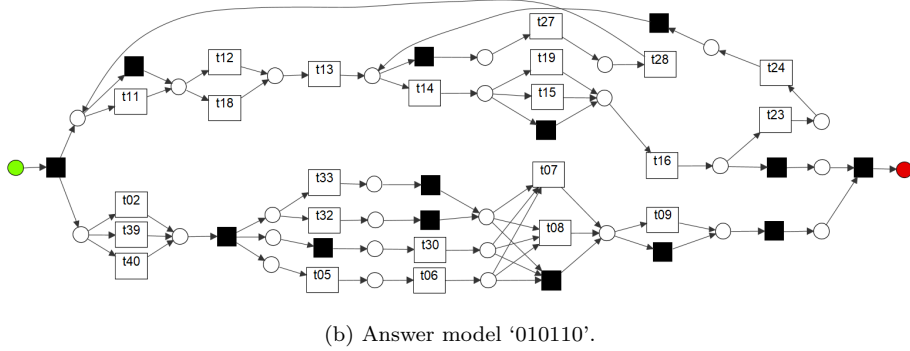 t27
t12
t19
t28
t13
t24
t11
t14
t15
t18
t23
t16
t33
t07
t02
t32
t09
t39
t08
t30
t40
t05
t06
(b) Answer model ‘010110’.